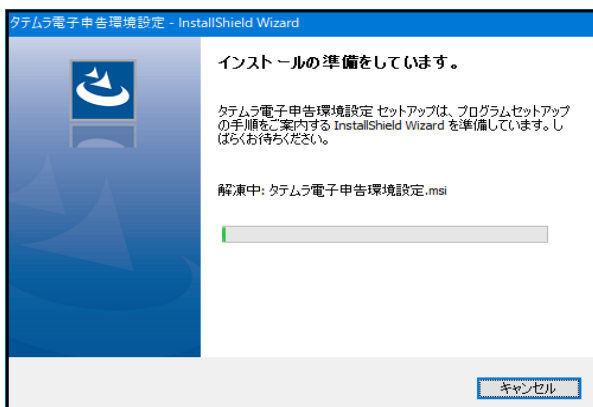 タテムラ電子申告環境設定 - InstallShield Wizard
インストールの準備をしています。
タテムラ電子申告環境設定 セットアップは、プログラムセットアップ
の手順をご案内する InstallShield Wizard を準備しています。し
ばらくお待ちください。
解凍中: タテムラ電子申告環境設定.msi
キャンセル